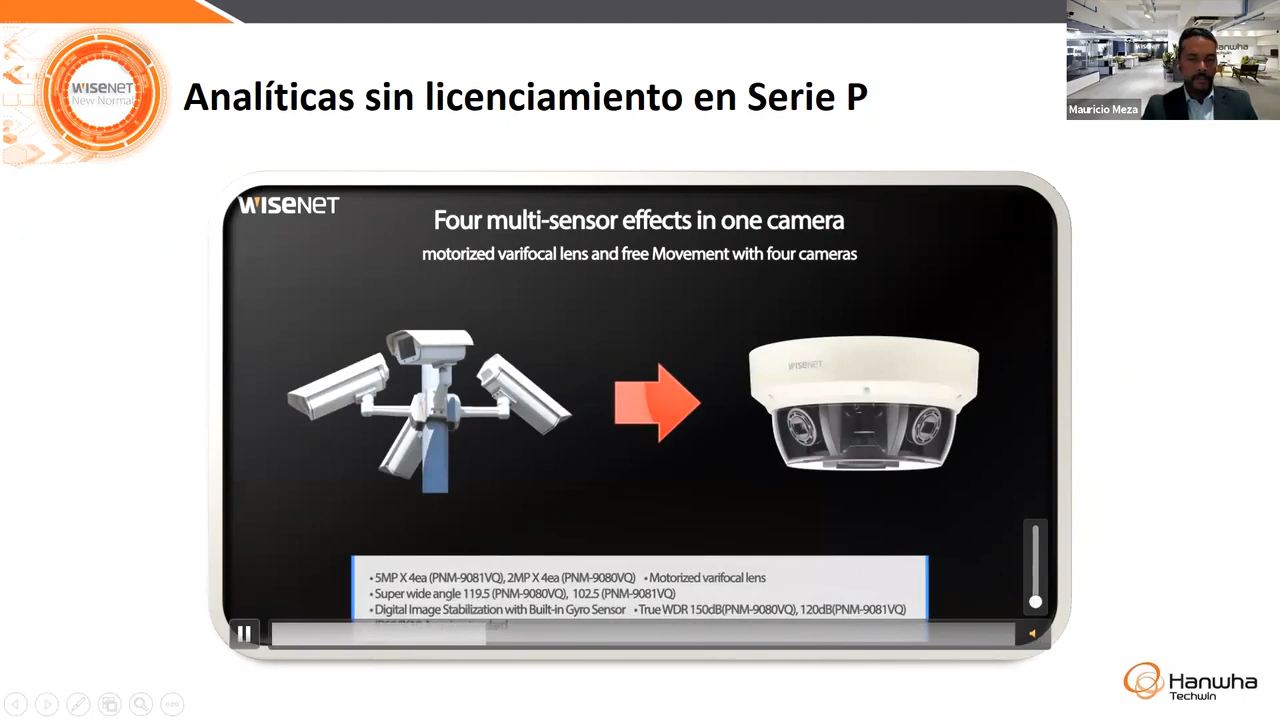 WISENET
New Normal
Analíticas sin licenciamiento en Serie P
WISENET
Hanwha
Techwin
Mauricio Meza
WISENET
Four multi-sensor effects in one camera
motorized varifocal lens and free Movement with four cameras
WISENET
• 5MP X 4ea (PNM-9081VQ), 2MP X 4ea (PNM-9080VQ) • Motorized varifocal lens
• Super wide angle 119.5 (PNM-9080VQ), 102.5 (PNM-9081VQ)
• Digital Image Stabilization with Built-in Gyro Sensor • True WDR 150dB(PNM-9080VQ), 120dB(PNM-9081VQ)
Hanwha
Techwin